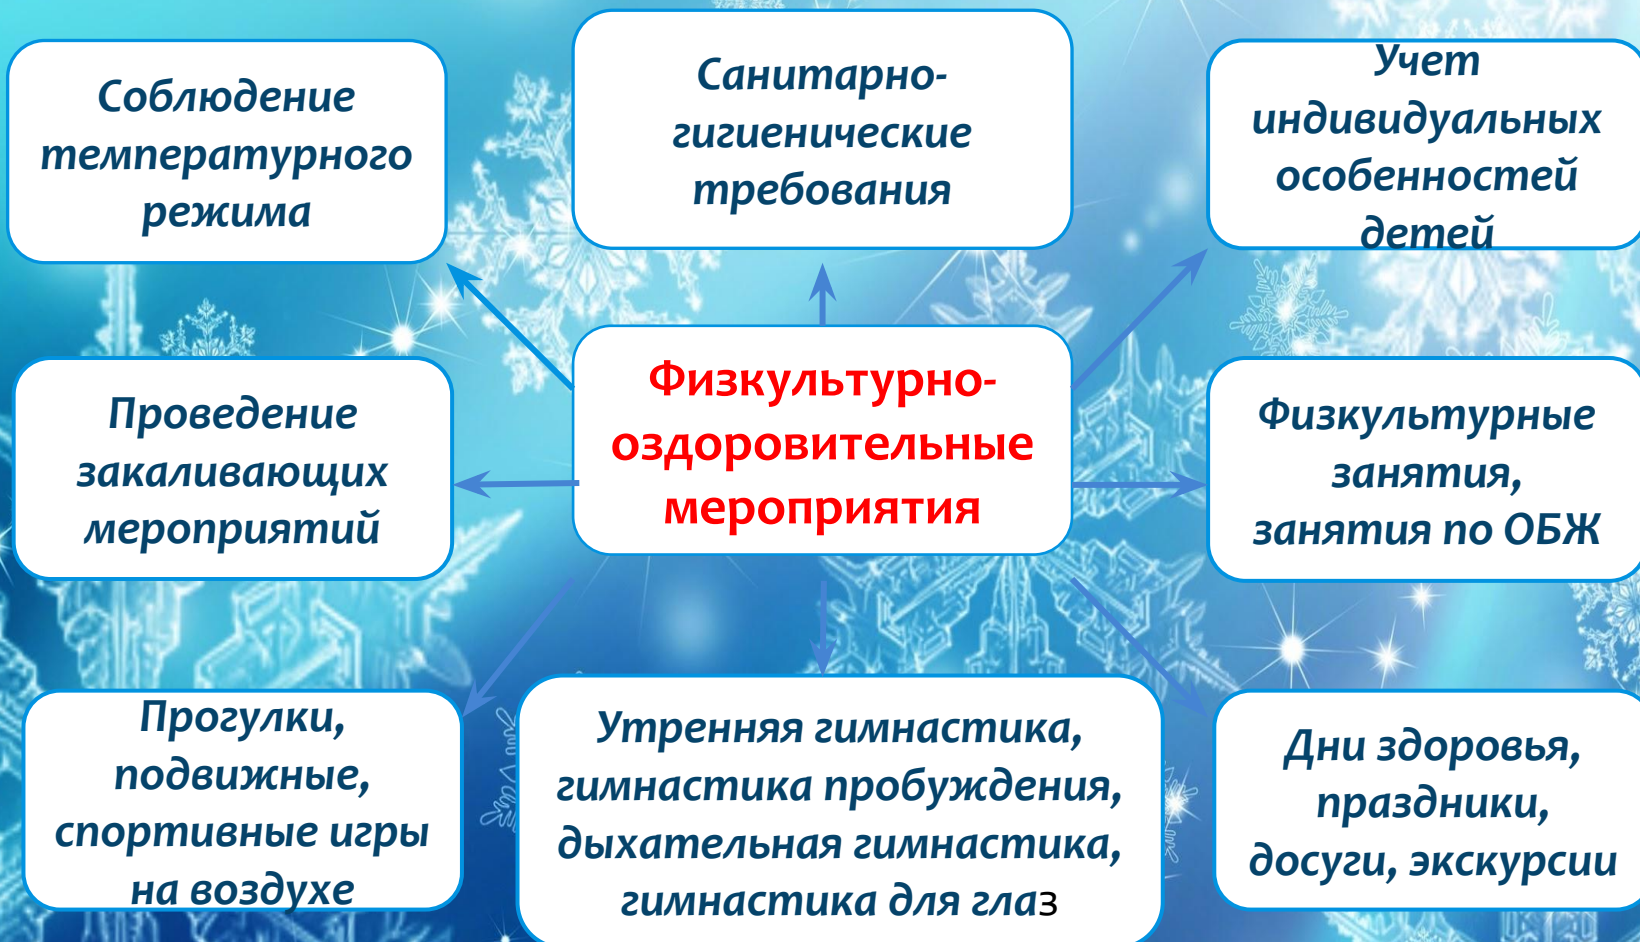 Соблюдение
температурного
режима
Санитарно-
гигиенические
требования
Учет
индивидуальных
особенностей
детей
Проведение
закаливающих
мероприятий
Физкультурно-
оздоровительные
мероприятия
Физкультурные
занятия,
занятия по ОБЖ
Прогулки,
подвижные,
спортивные игры
на воздухе
Утренняя гимнастика,
гимнастика пробуждения,
дыхательная гимнастика,
гимнастика для глаз
Дни здоровья,
праздники,
досуги, экскурсии